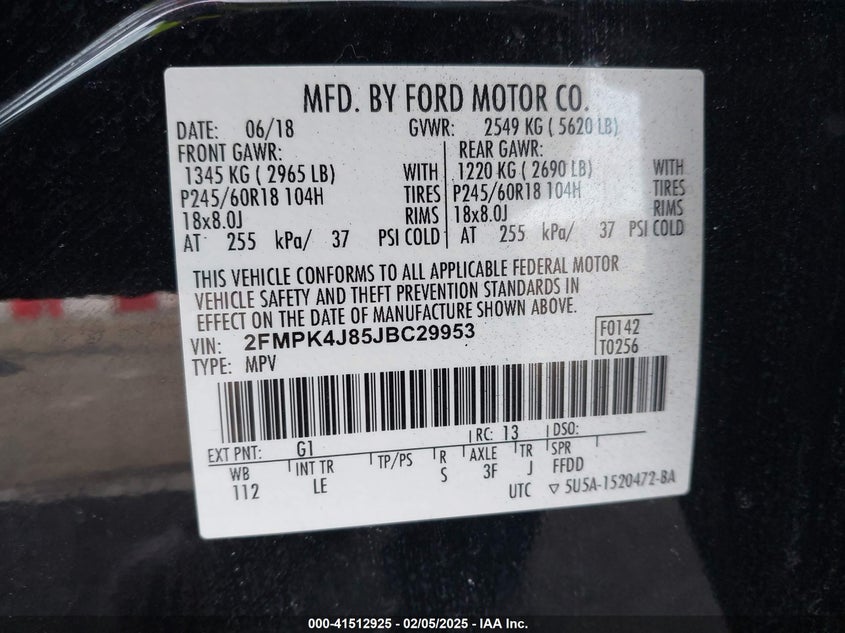 MFD. BY FORD MOTOR CO.
DATE: 06/18 GVWR: 2549 KG ( 5620 LB)
FRONT GAWR: REAR GAWR:
1345 KG ( 2965 LB) WITH 1220 KG ( 2690 LB) WITH
P245/60R18 104H TIRES P245/60R18 104H TIRES
18x8.0J RIMS 18x8.0J RIMS
AT 255 kPa/ 37 PSI COLD AT 255 kPa/ 37 PSI COLD
THIS VEHICLE CONFORMS TO ALL APPLICABLE FEDERAL MOTOR
VEHICLE SAFETY AND THEFT PREVENTION STANDARDS IN
EFFECT ON THE DATE OF MANUFACTURE SHOWN ABOVE.
VIN: 2FMPK4J85JBC29953 F0142
TYPE: MPV T0256
EXT PNT: G1 RC: 13 DSO:
WB INT TR TP/PS R AXLE TR SPR
112 LE S 3F J FFDD
UTC ▽ 5U5A-1520472-BA
000-41512925 - 02/05/2025 - IAA Inc.